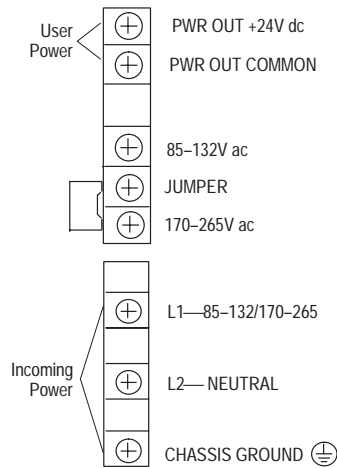 User
Power
PWR OUT +24V dc
PWR OUT COMMON
85–132V ac
JUMPER
170–265V ac
L1—85–132/170–265
Incoming
Power
L2— NEUTRAL
CHASSIS GROUND